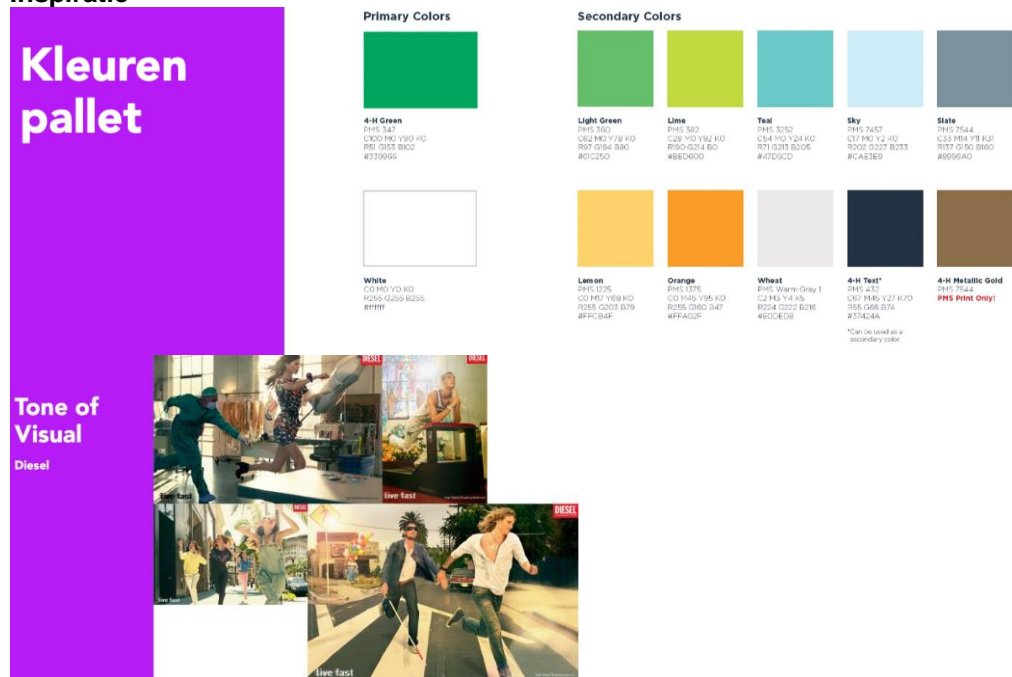 Inspiratie
Kleuren
pallet
Primary Colors
4-H Green
PMS 347
C100 M0 Y90 K0
R51 G153 B102
#339966
White
C0 M0 Y0 K0
R255 G255 B255
#ffffff
Secondary Colors
Light Green
PMS 360
C62 M0 Y78 K0
R97 G194 B80
#61C250
Lime
PMS 382
C28 M0 Y92 K0
R190 G214 B0
#BED600
Teal
PMS 3252
C54 M0 Y24 K0
R71 G213 B205
#47D5CD
Sky
PMS 7457
C17 M0 Y2 K0
R202 G227 B233
#CAE3E9
Slate
PMS 7544
C33 M14 Y11 K31
R137 G150 B160
#8996A0
Lemon
PMS 1225
C0 M17 Y69 K0
R255 G203 B79
#FFCB4F
Orange
PMS 1375
C0 M45 Y95 K0
R255 G160 B47
#FFA02F
Wheat
PMS Warm Gray 1
C2 M3 Y4 K5
R224 G222 B216
#E0DED8
4-H Text*
PMS 432
C67 M45 Y27 K70
R55 G66 B74
#37424A
*Can be used as a
secondary color
4-H Metallic Gold
PMS 7544
PMS Print Only!
Tone of
Visual
Diesel
DIESEL
live fast
DIESEL
live fast
DIESEL
live fast
DIESEL
live fast